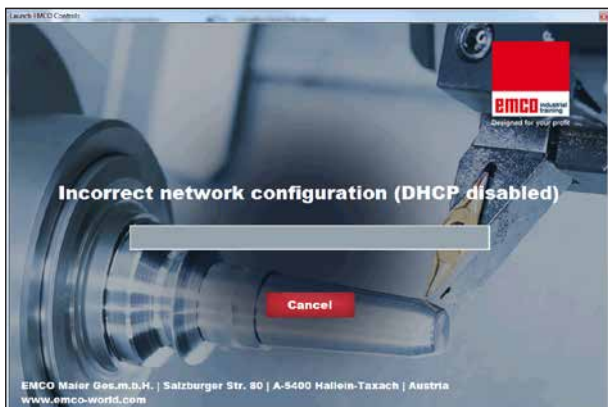 Launch EMCO Controls
emco industrial
training
Designed for your profit
Incorrect network configuration (DHCP disabled)
Cancel
EMCO Maier Ges.m.b.H. | Salzburger Str. 80 | A-5400 Hallein-Taxach | Austria
www.emco-world.com